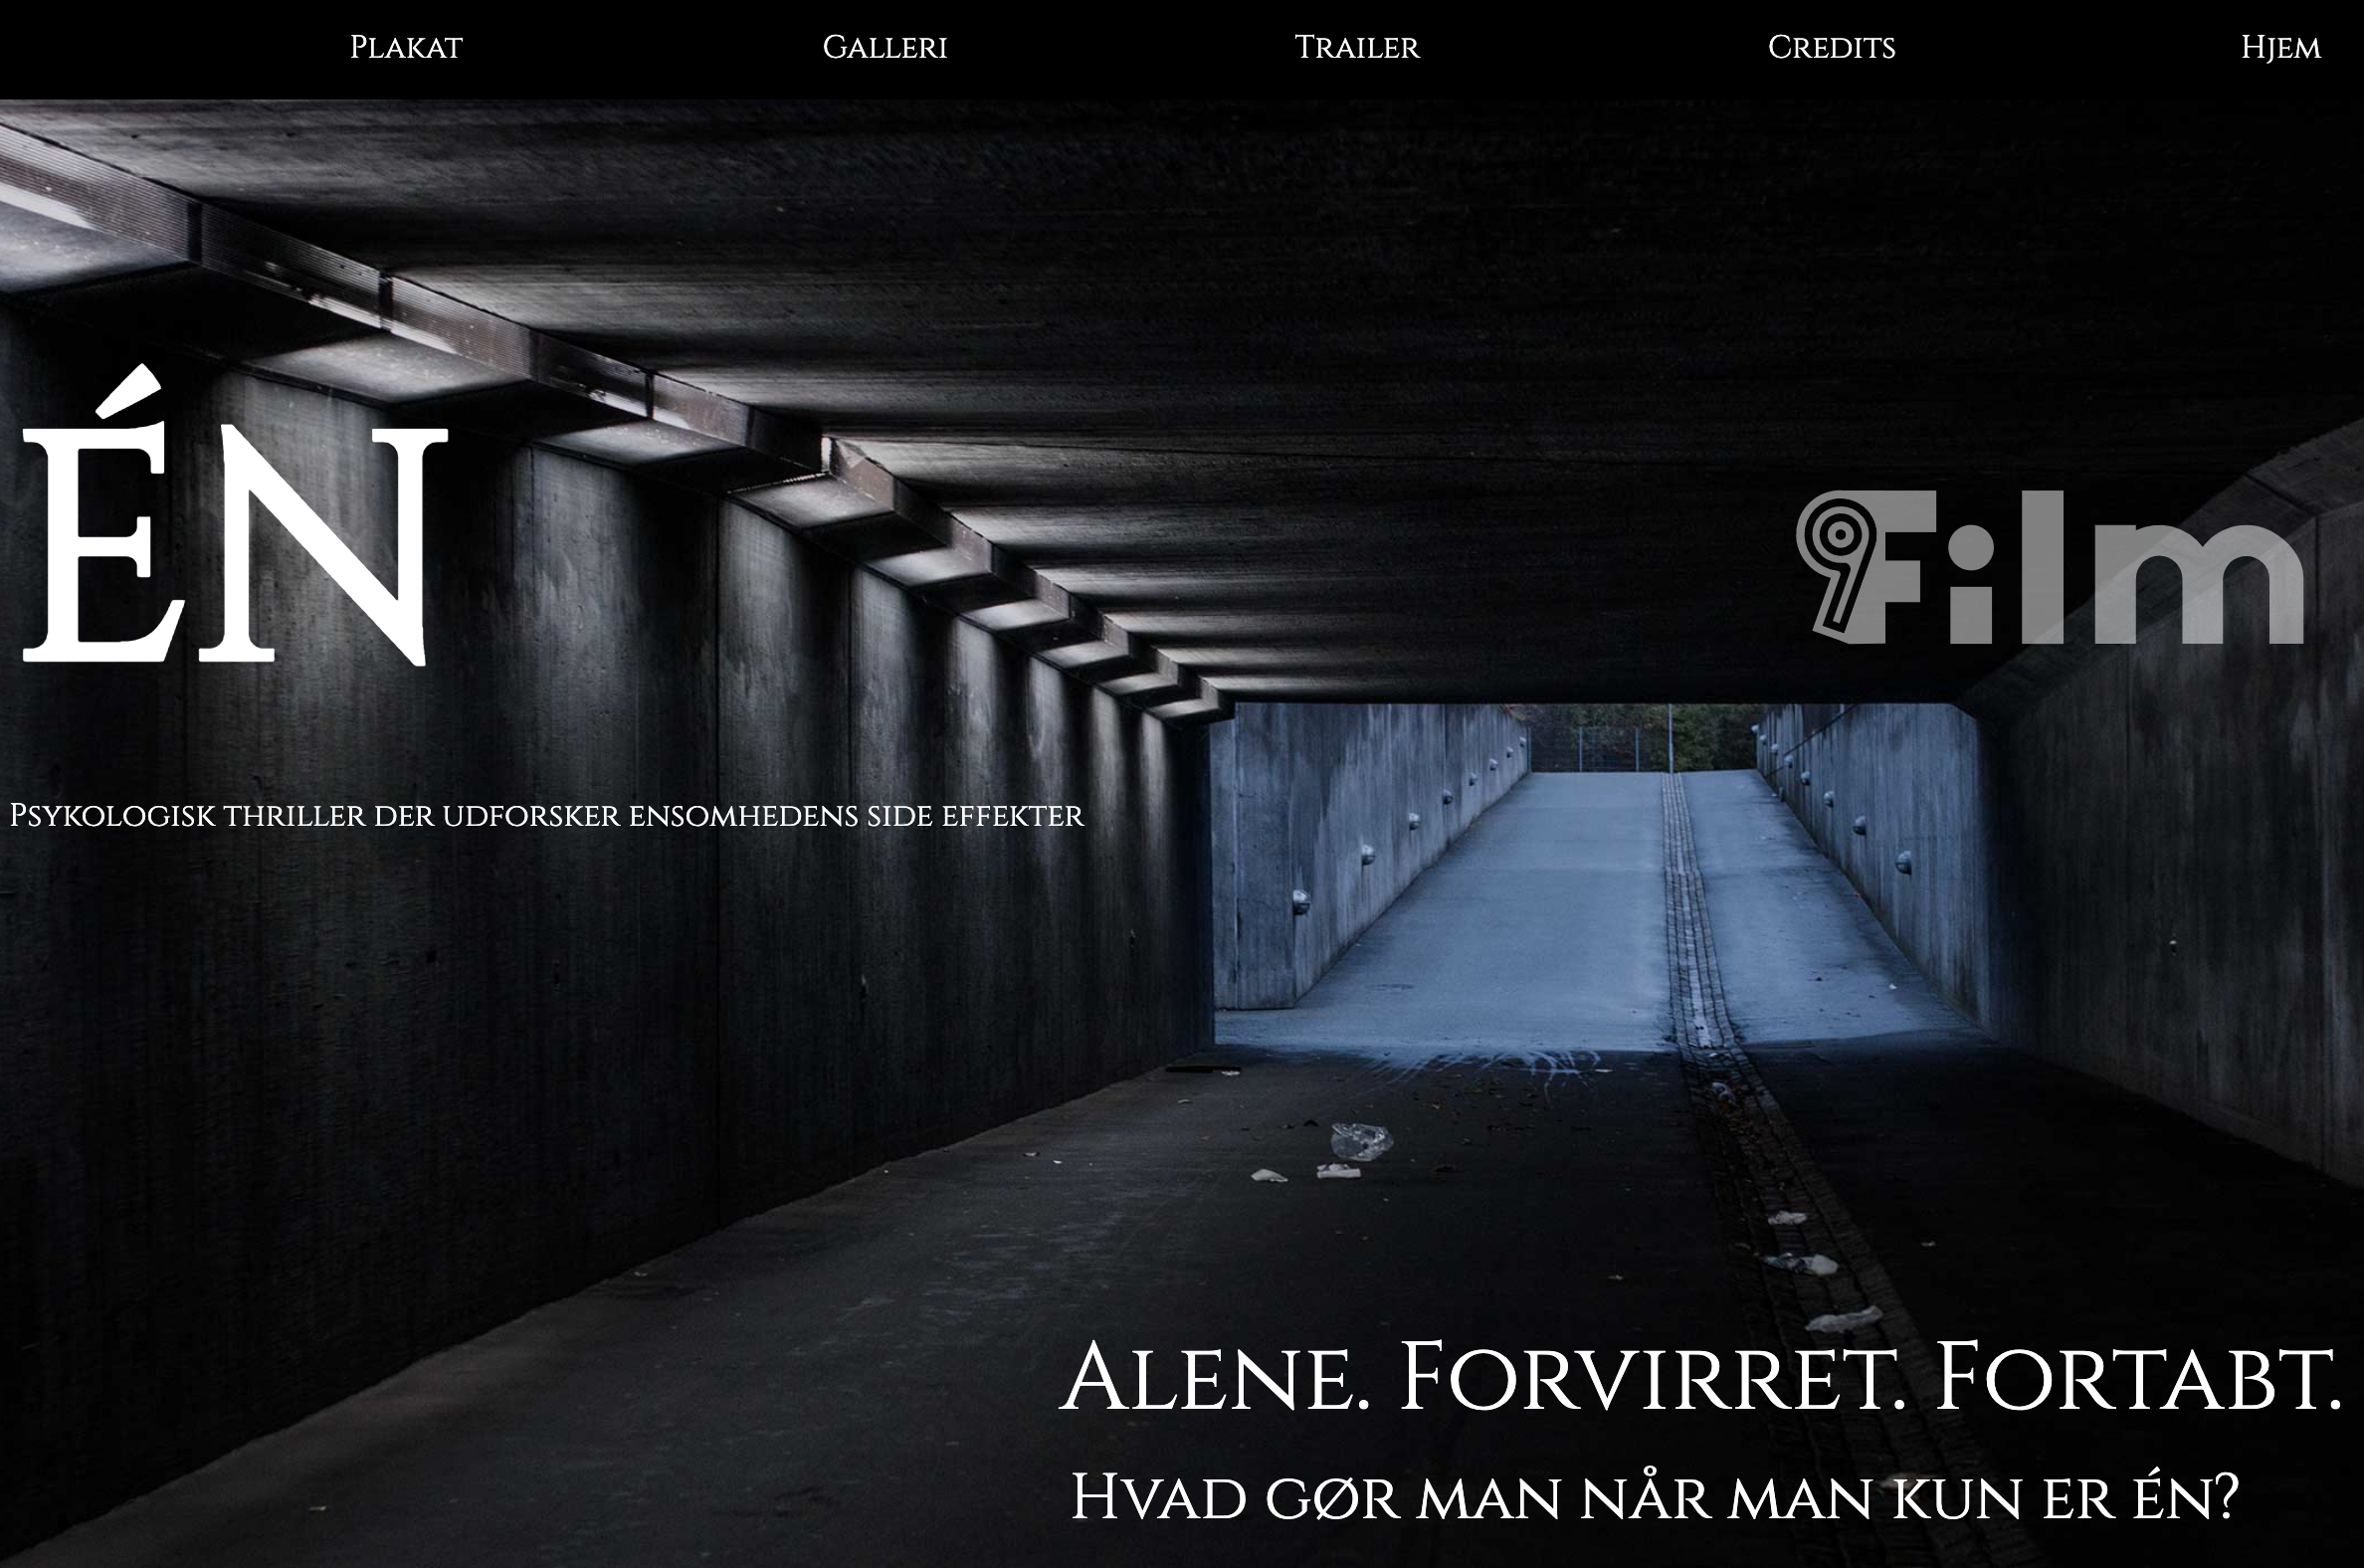 Plakat Galleri Trailer Credits Hjem
ÉN
9Film
Psykologisk thriller der udforsker ensomhedens side effekter
Alene. Forvirret. Fortabt.
Hvad gør man når man kun er én?